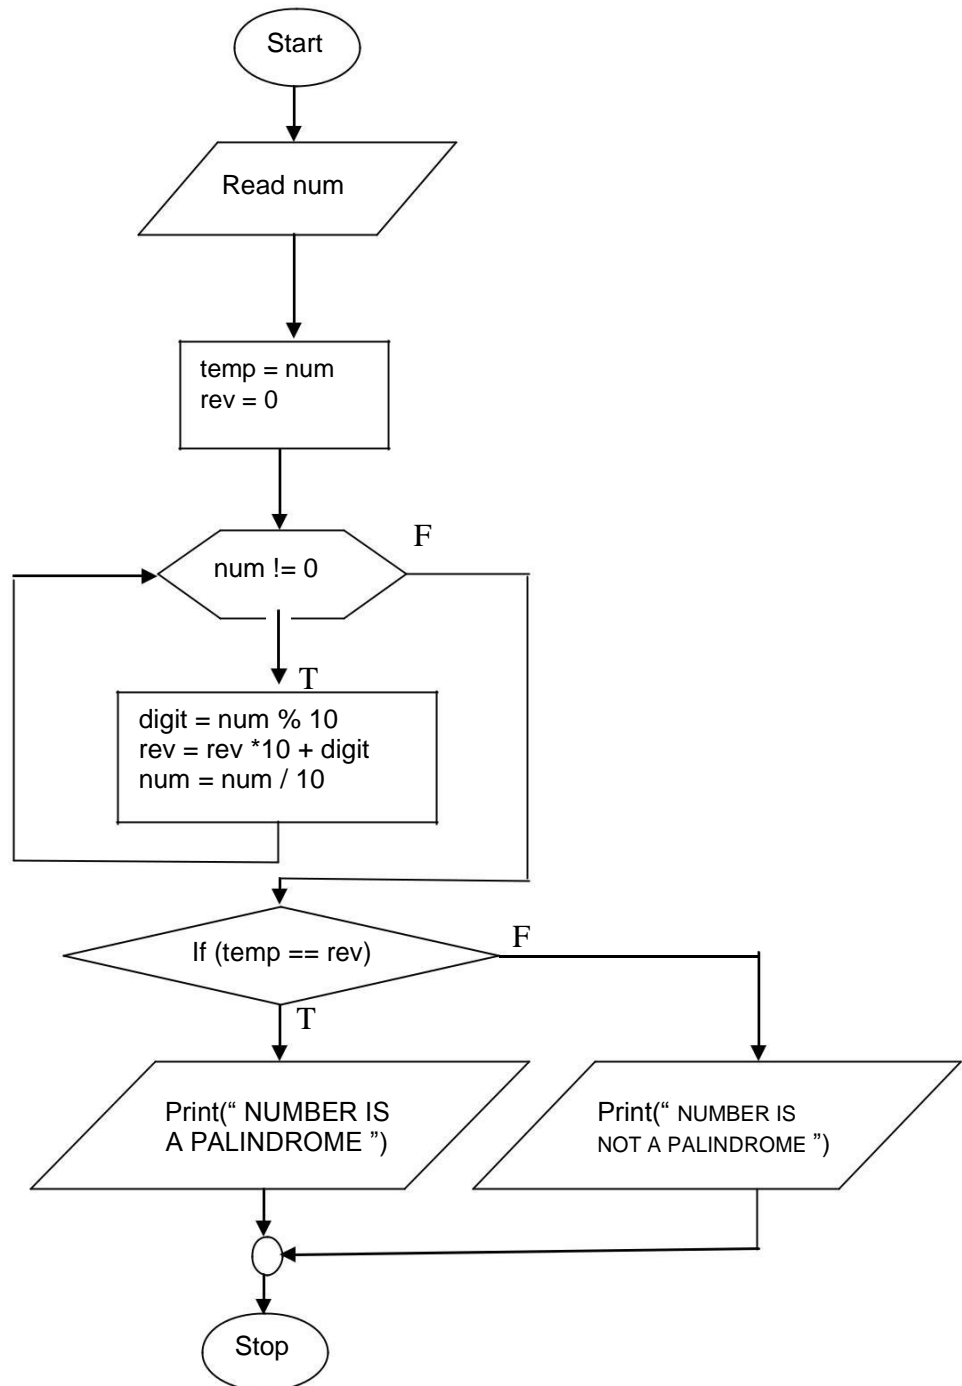 Start
Read num
temp = num
rev = 0
F
num != 0
T
digit = num % 10
rev = rev *10 + digit
num = num / 10
If (temp == rev)
F
T
Print(“ NUMBER IS
A PALINDROME ”)
Print(“ NUMBER IS
NOT A PALINDROME ”)
Stop